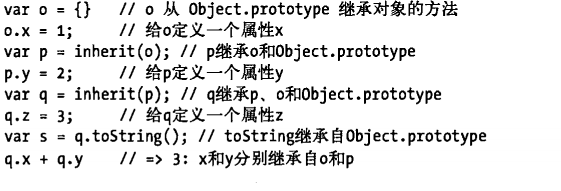 var o = {} // o 从 Object.prototype 继承对象的方法
o.x = 1; // 给o定义一个属性x
var p = inherit(o); // p继承o和Object.prototype
p.y = 2; // 给p定义一个属性y
var q = inherit(p); // q继承p、o和Object.prototype
q.z = 3; // 给q定义一个属性z
var s = q.toString(); // toString继承自Object.prototype
q.x + q.y // => 3: x和y分别继承自o和p